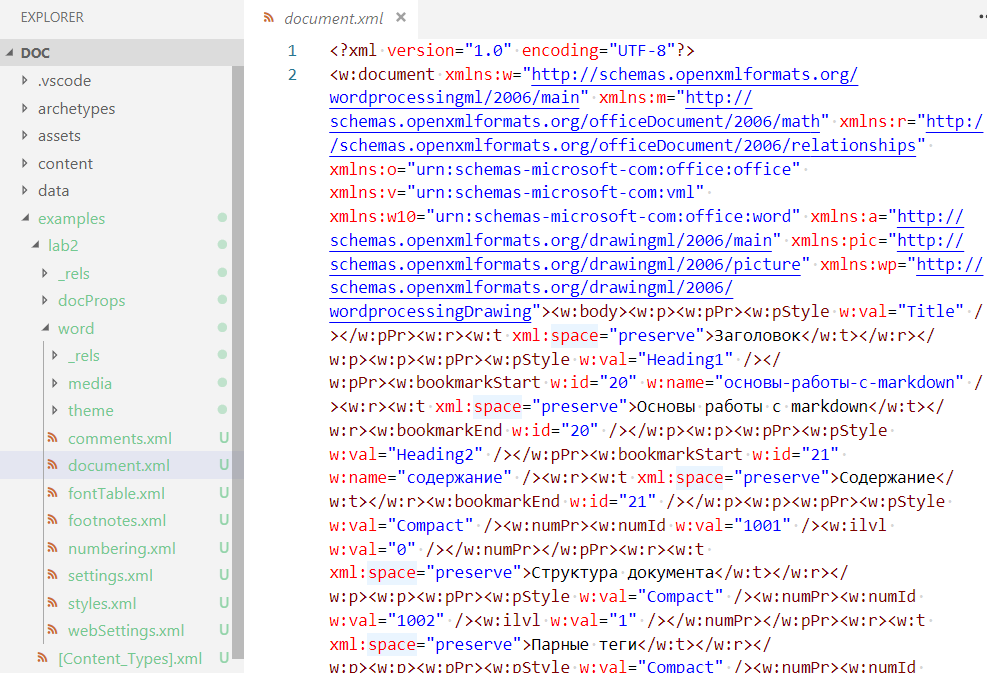 EXPLORER
DOC
.vscode
archetypes
assets
content
data
examples
lab2
_rels
docProps
word
_rels
media
theme
comments.xml U
document.xml U
fontTable.xml U
footnotes.xml U
numbering.xml U
settings.xml U
styles.xml U
webSettings.xml U
[Content_Types].xml U
document.xml ×
1 <?xml version="1.0" encoding="UTF-8"?>
2 <w:document xmlns:w="http://schemas.openxmlformats.org/
wordprocessingml/2006/main" xmlns:m="http://
schemas.openxmlformats.org/officeDocument/2006/math" xmlns:r="http:/
/schemas.openxmlformats.org/officeDocument/2006/relationships"
xmlns:o="urn:schemas-microsoft-com:office:office"
xmlns:v="urn:schemas-microsoft-com:vml"
xmlns:w10="urn:schemas-microsoft-com:office:word" xmlns:a="http://
schemas.openxmlformats.org/drawingml/2006/main" xmlns:pic="http://
schemas.openxmlformats.org/drawingml/2006/picture" xmlns:wp="http://
schemas.openxmlformats.org/drawingml/2006/
wordprocessingDrawing"><w:body><w:p><w:pPr><w:pStyle w:val="Title" /
></w:pPr><w:r><w:t xml:space="preserve">Заголовок</w:t></w:r></
w:p><w:p><w:pPr><w:pStyle w:val="Heading1" /></
w:pPr><w:bookmarkStart w:id="20" w:name="основы-работы-с-markdown" /
><w:r><w:t xml:space="preserve">Основы работы с markdown</w:t></
w:r><w:bookmarkEnd w:id="20" /></w:p><w:p><w:pPr><w:pStyle
w:val="Heading2" /></w:pPr><w:bookmarkStart w:id="21"
w:name="содержание" /><w:r><w:t xml:space="preserve">Содержание</
w:t></w:r><w:bookmarkEnd w:id="21" /></w:p><w:p><w:pPr><w:pStyle
w:val="Compact" /><w:numPr><w:numId w:val="1001" /><w:ilvl
w:val="0" /></w:numPr></w:pPr><w:r><w:t
xml:space="preserve">Структура документа</w:t></w:r></
w:p><w:p><w:pPr><w:pStyle w:val="Compact" /><w:numPr><w:numId
w:val="1002" /><w:ilvl w:val="1" /></w:numPr></w:pPr><w:r><w:t
xml:space="preserve">Парные теги</w:t></w:r></
w:p><w:p><w:pPr><w:pStyle w:val="Compact" /><w:numPr><w:numId